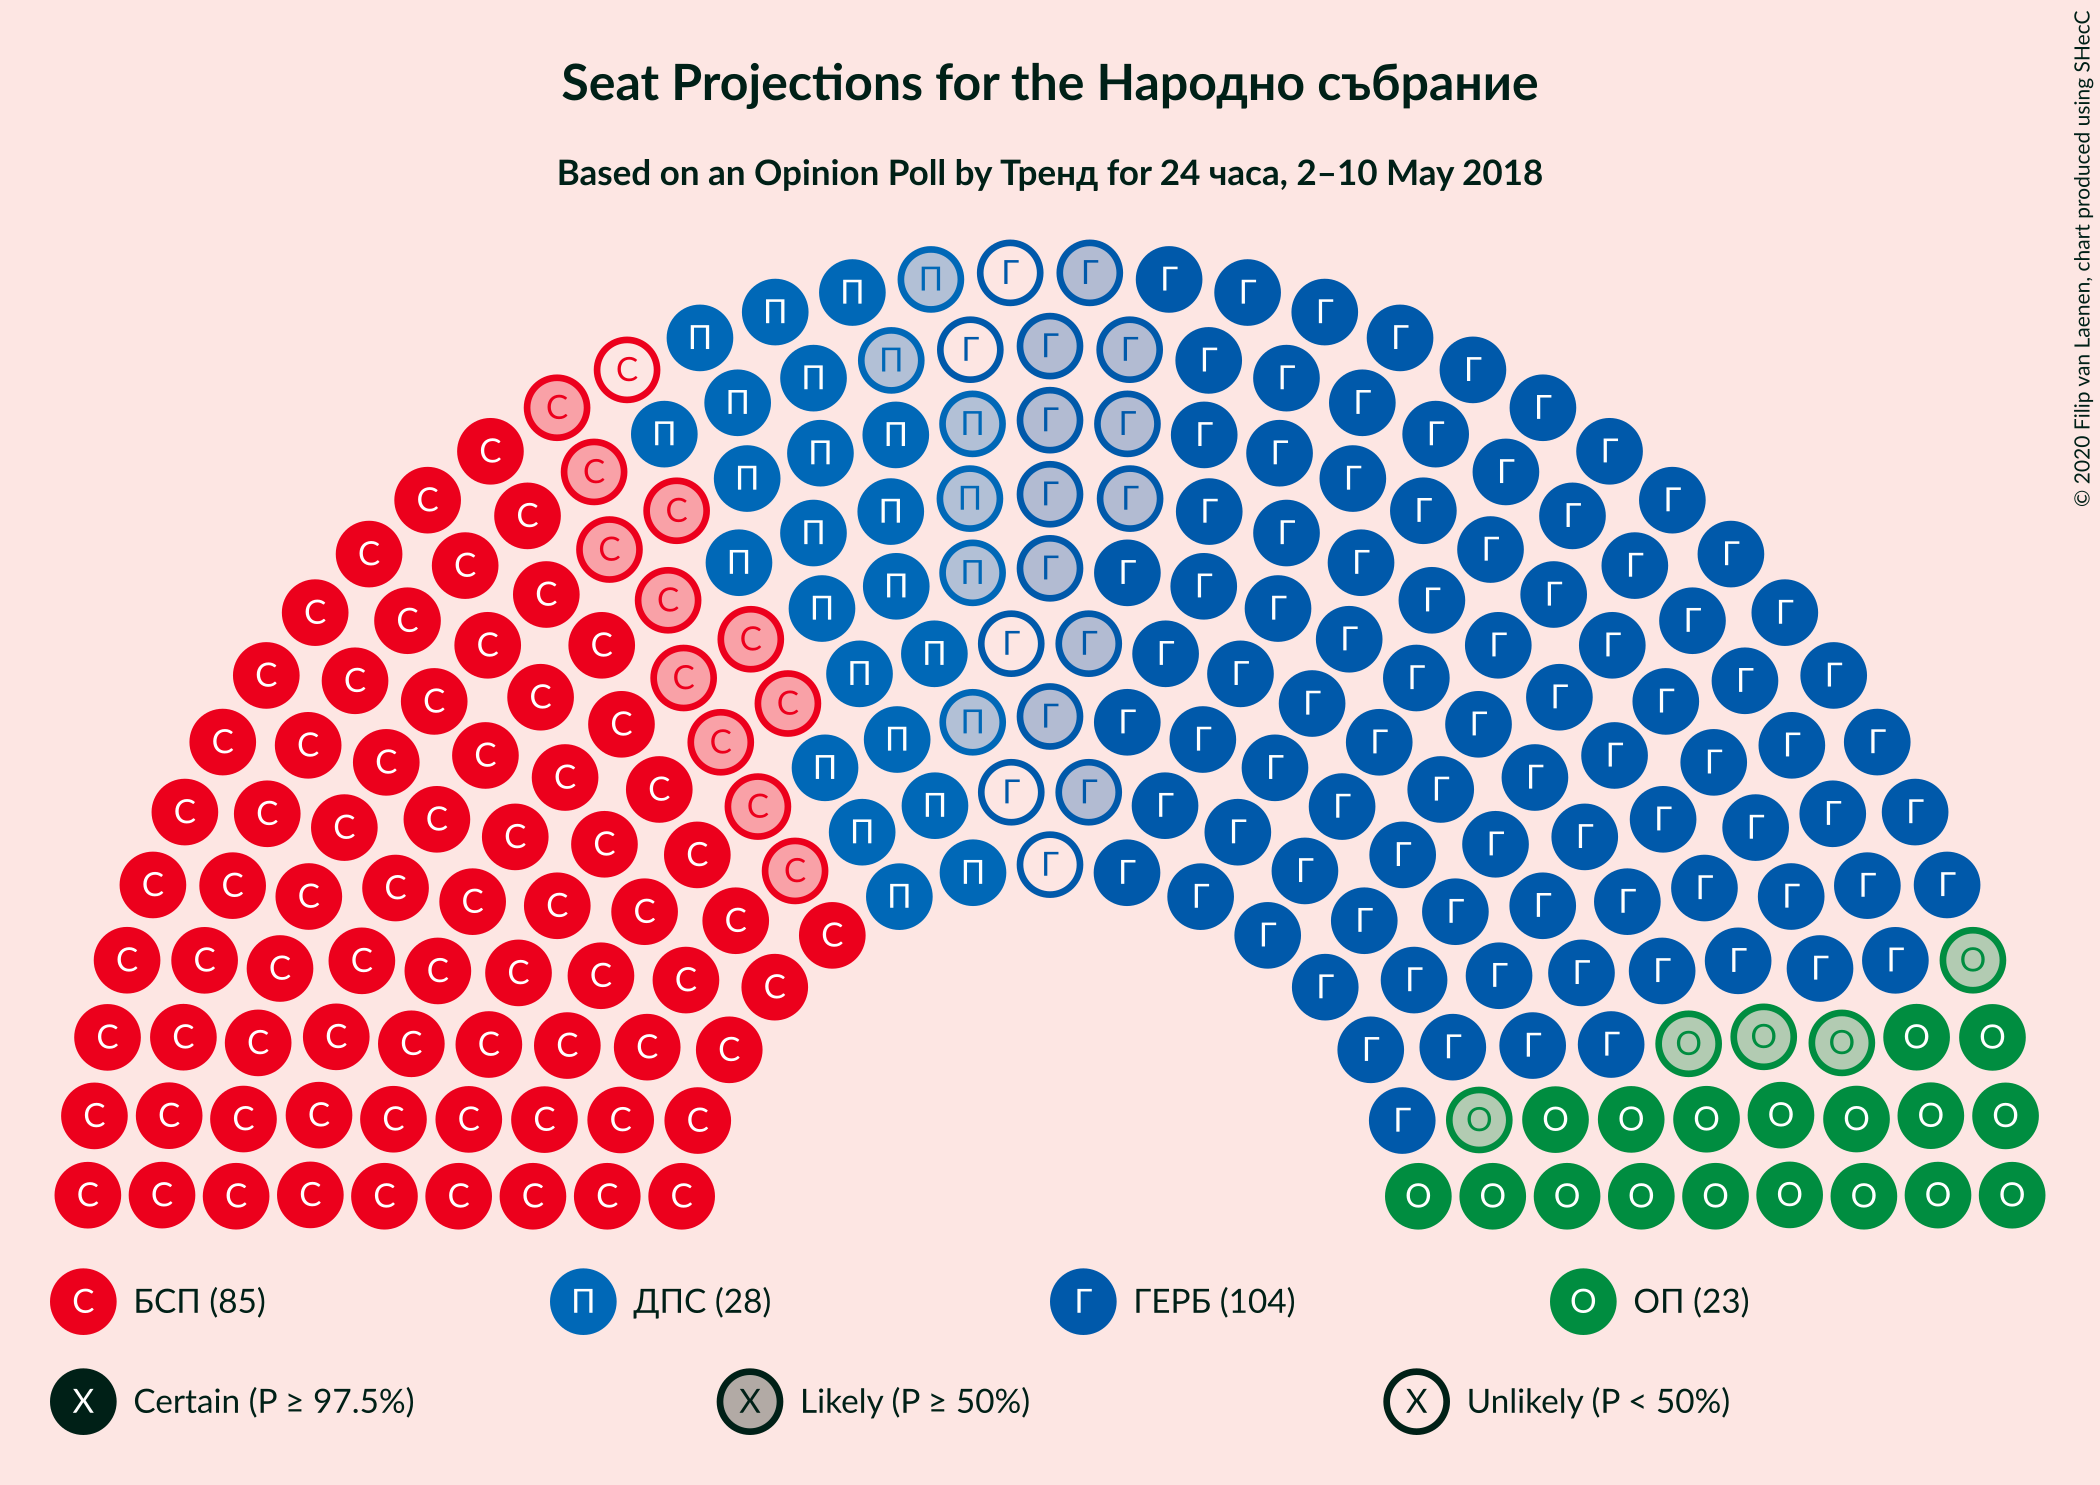 Seat Projections for the Народно събрание
Based on an Opinion Poll by Тренд for 24 часа, 2–10 May 2018
© 2020 Filip van Laenen, chart produced using SHecC
С БСП (85) П ДПС (28) Г ГЕРБ (104) О ОП (23)
X Certain (P ≥ 97.5%) X Likely (P ≥ 50%) X Unlikely (P < 50%)